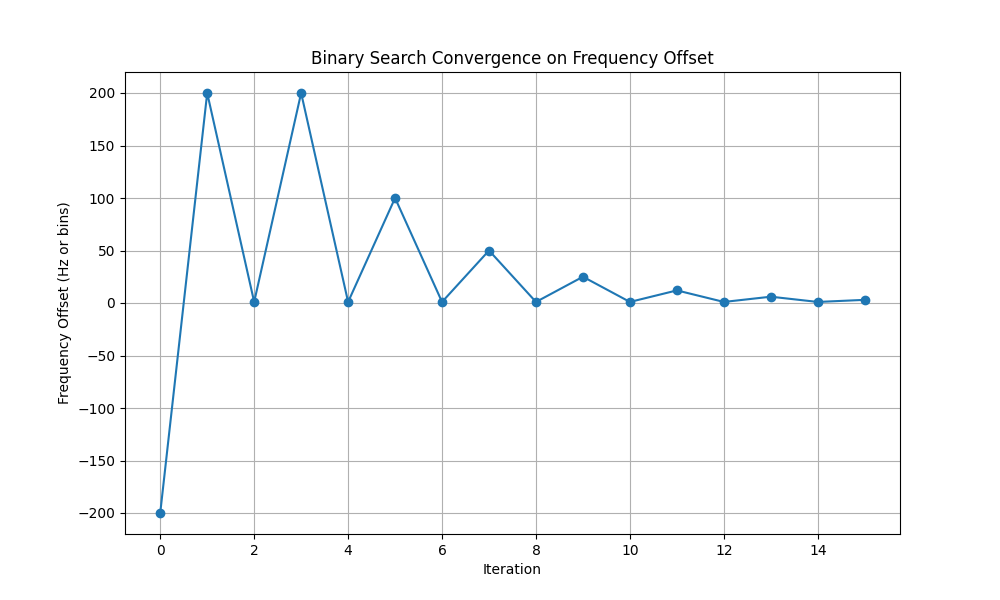 Binary Search Convergence on Frequency Offset
200
150
100
50
0
−50
−100
−150
−200
Frequency Offset (Hz or bins)
0 2 4 6 8 10 12 14
Iteration